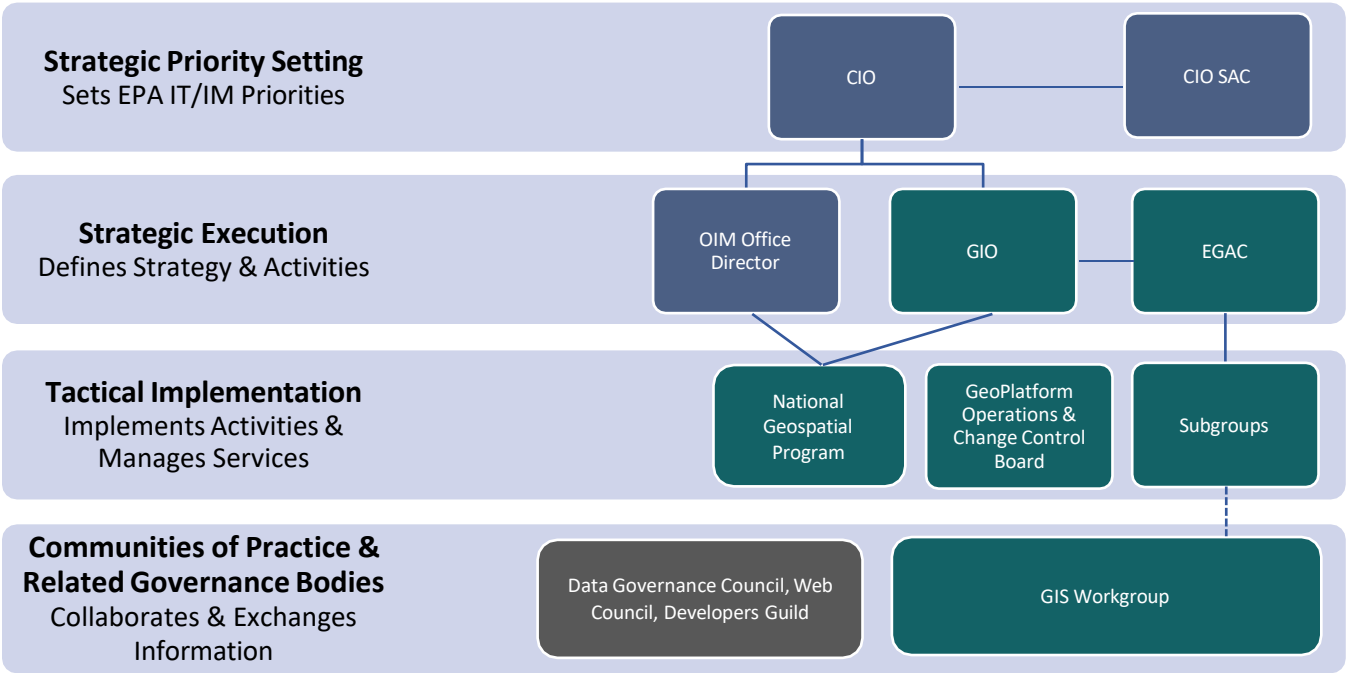 Strategic Priority Setting
Sets EPA IT/IM Priorities
CIO
CIO SAC
Strategic Execution
Defines Strategy & Activities
OIM Office
Director
GIO
EGAC
Tactical Implementation
Implements Activities &
Manages Services
National
Geospatial
Program
GeoPlatform
Operations &
Change Control
Board
Subgroups
Communities of Practice &
Related Governance Bodies
Collaborates & Exchanges
Information
Data Governance Council, Web
Council, Developers Guild
GIS Workgroup